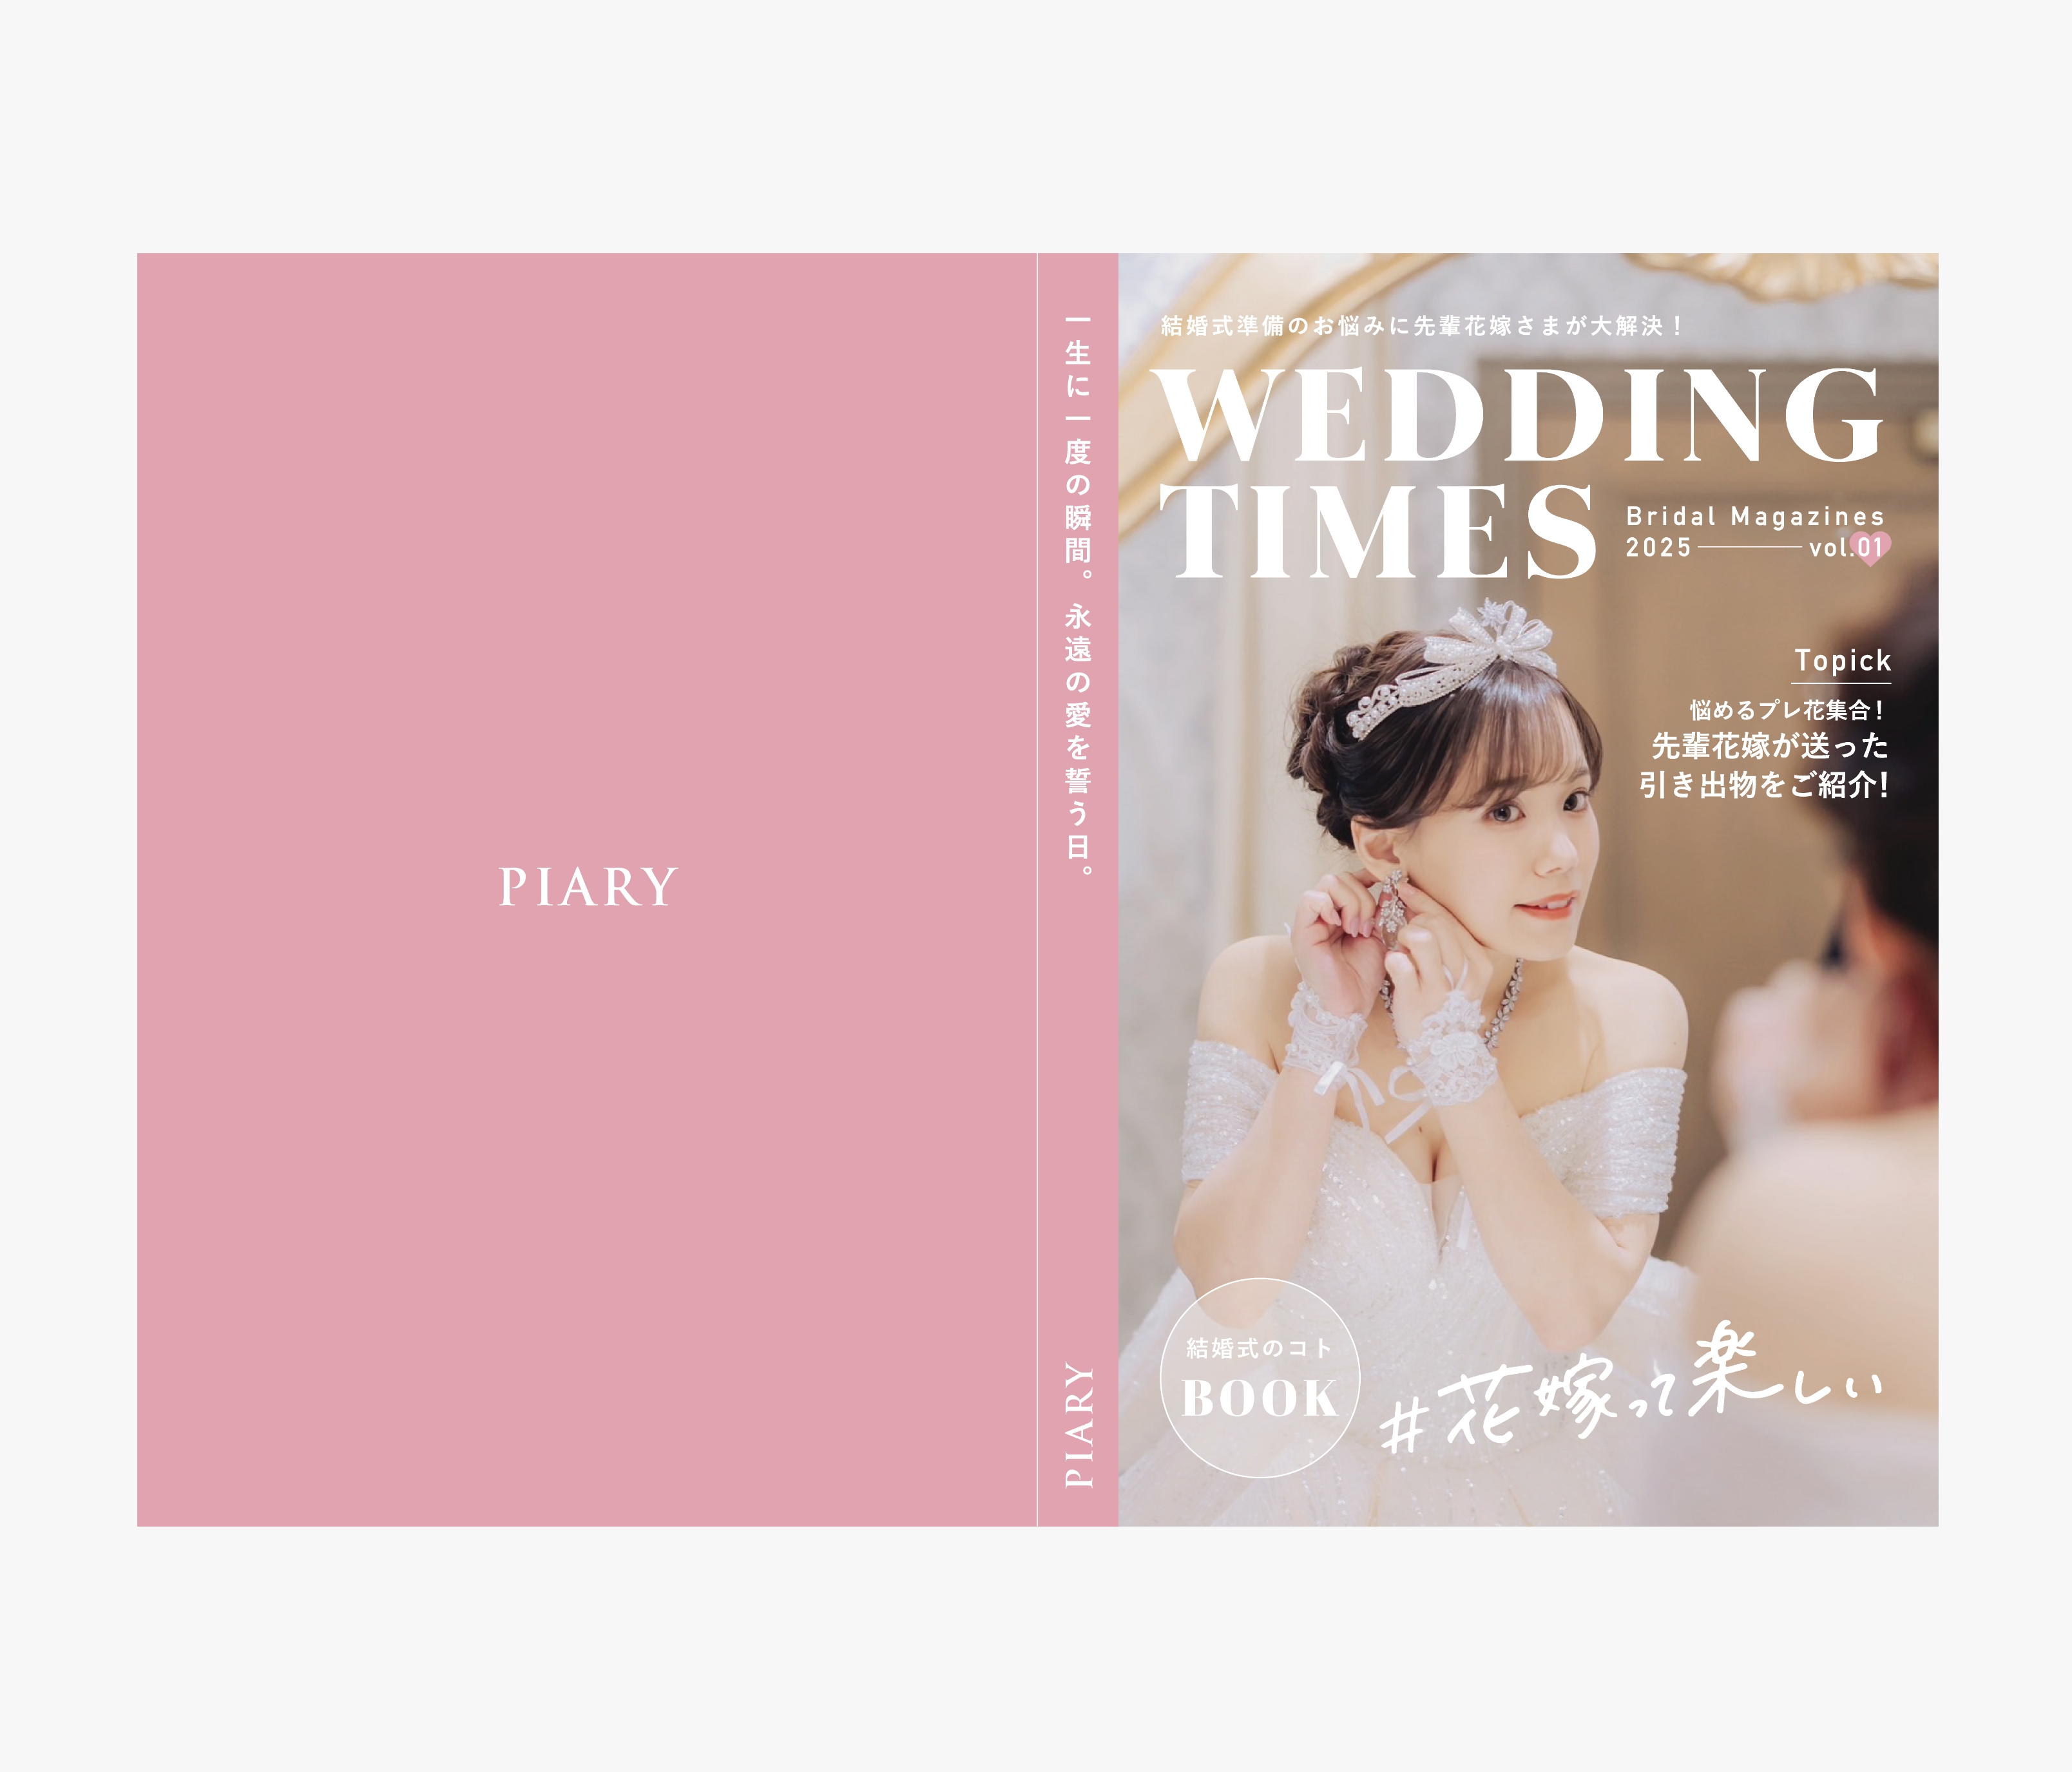 PIARY
一生に一度の瞬間。永遠の愛を誓う日。
PIARY
結婚式準備のお悩みに先輩花嫁さまが大解決！
WEDDING
TIMES
Bridal Magazines
2025 vol.01
Topick
悩めるプレ花集合！
先輩花嫁が送った
引き出物をご紹介！
結婚式のコト
BOOK
#花嫁って楽しい